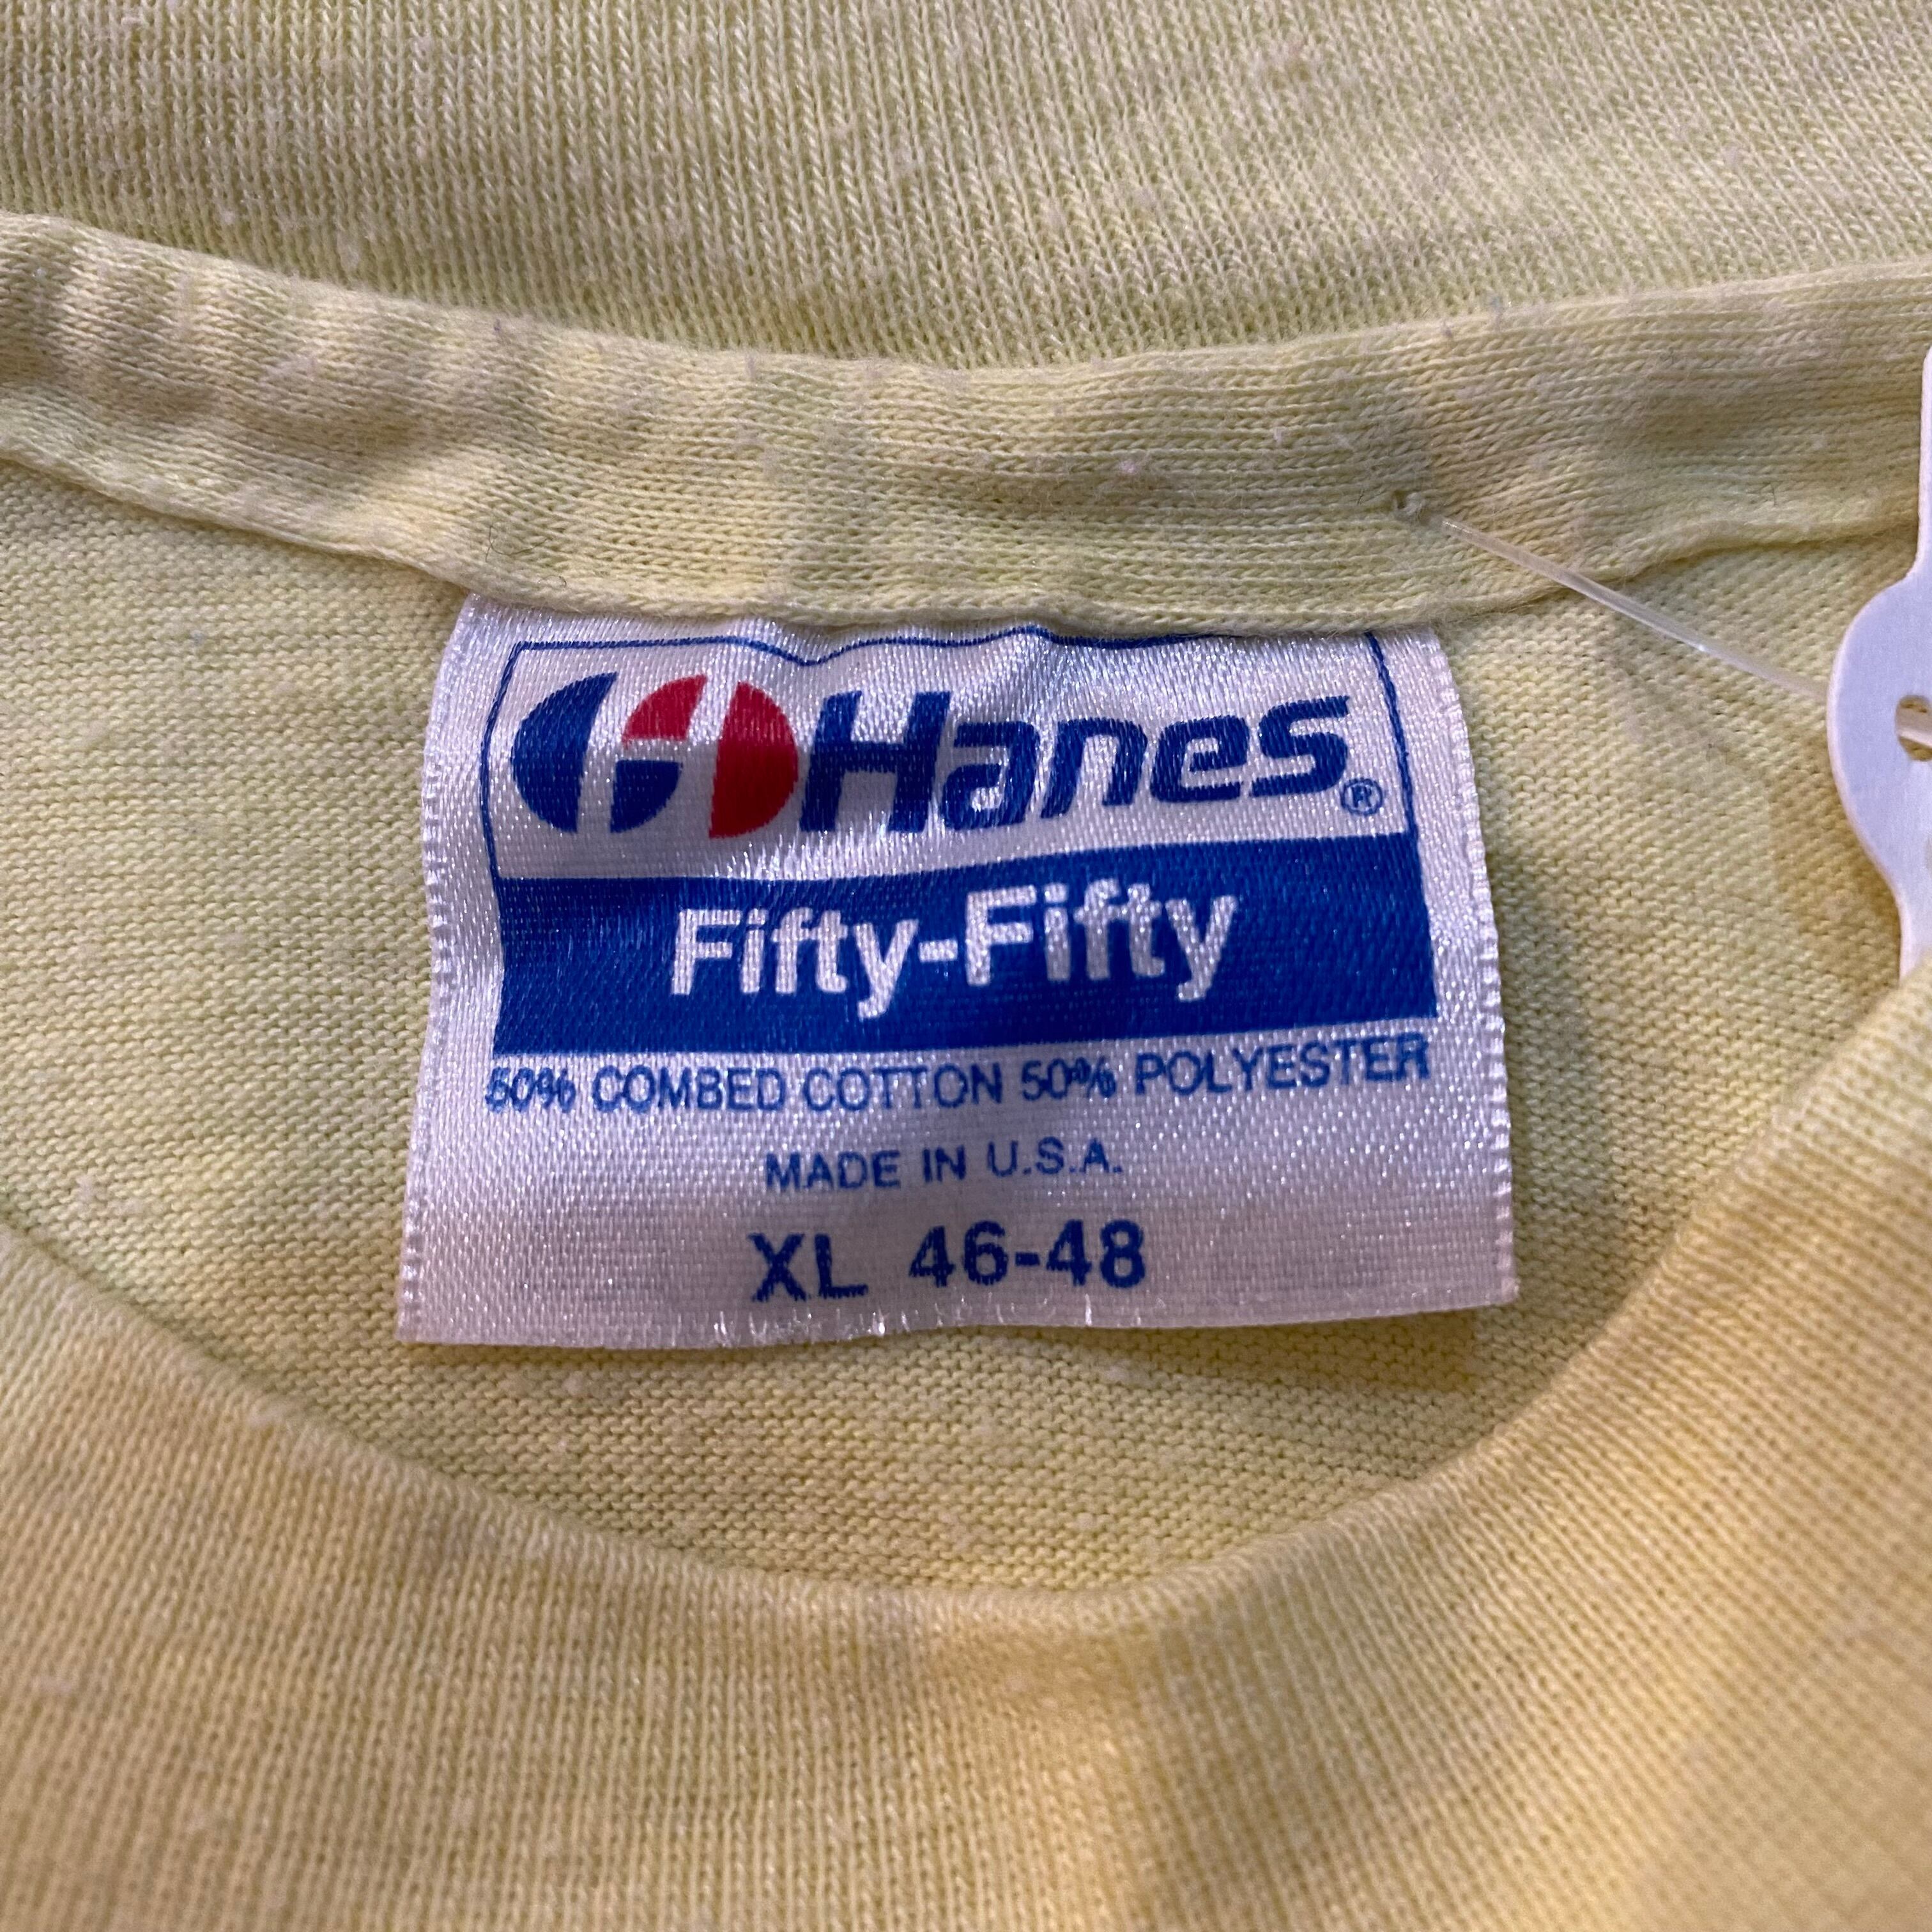 Hanes®
Fifty-Fifty
50% COMBED COTTON 50% POLYESTER
MADE IN U.S.A.
XL 46-48